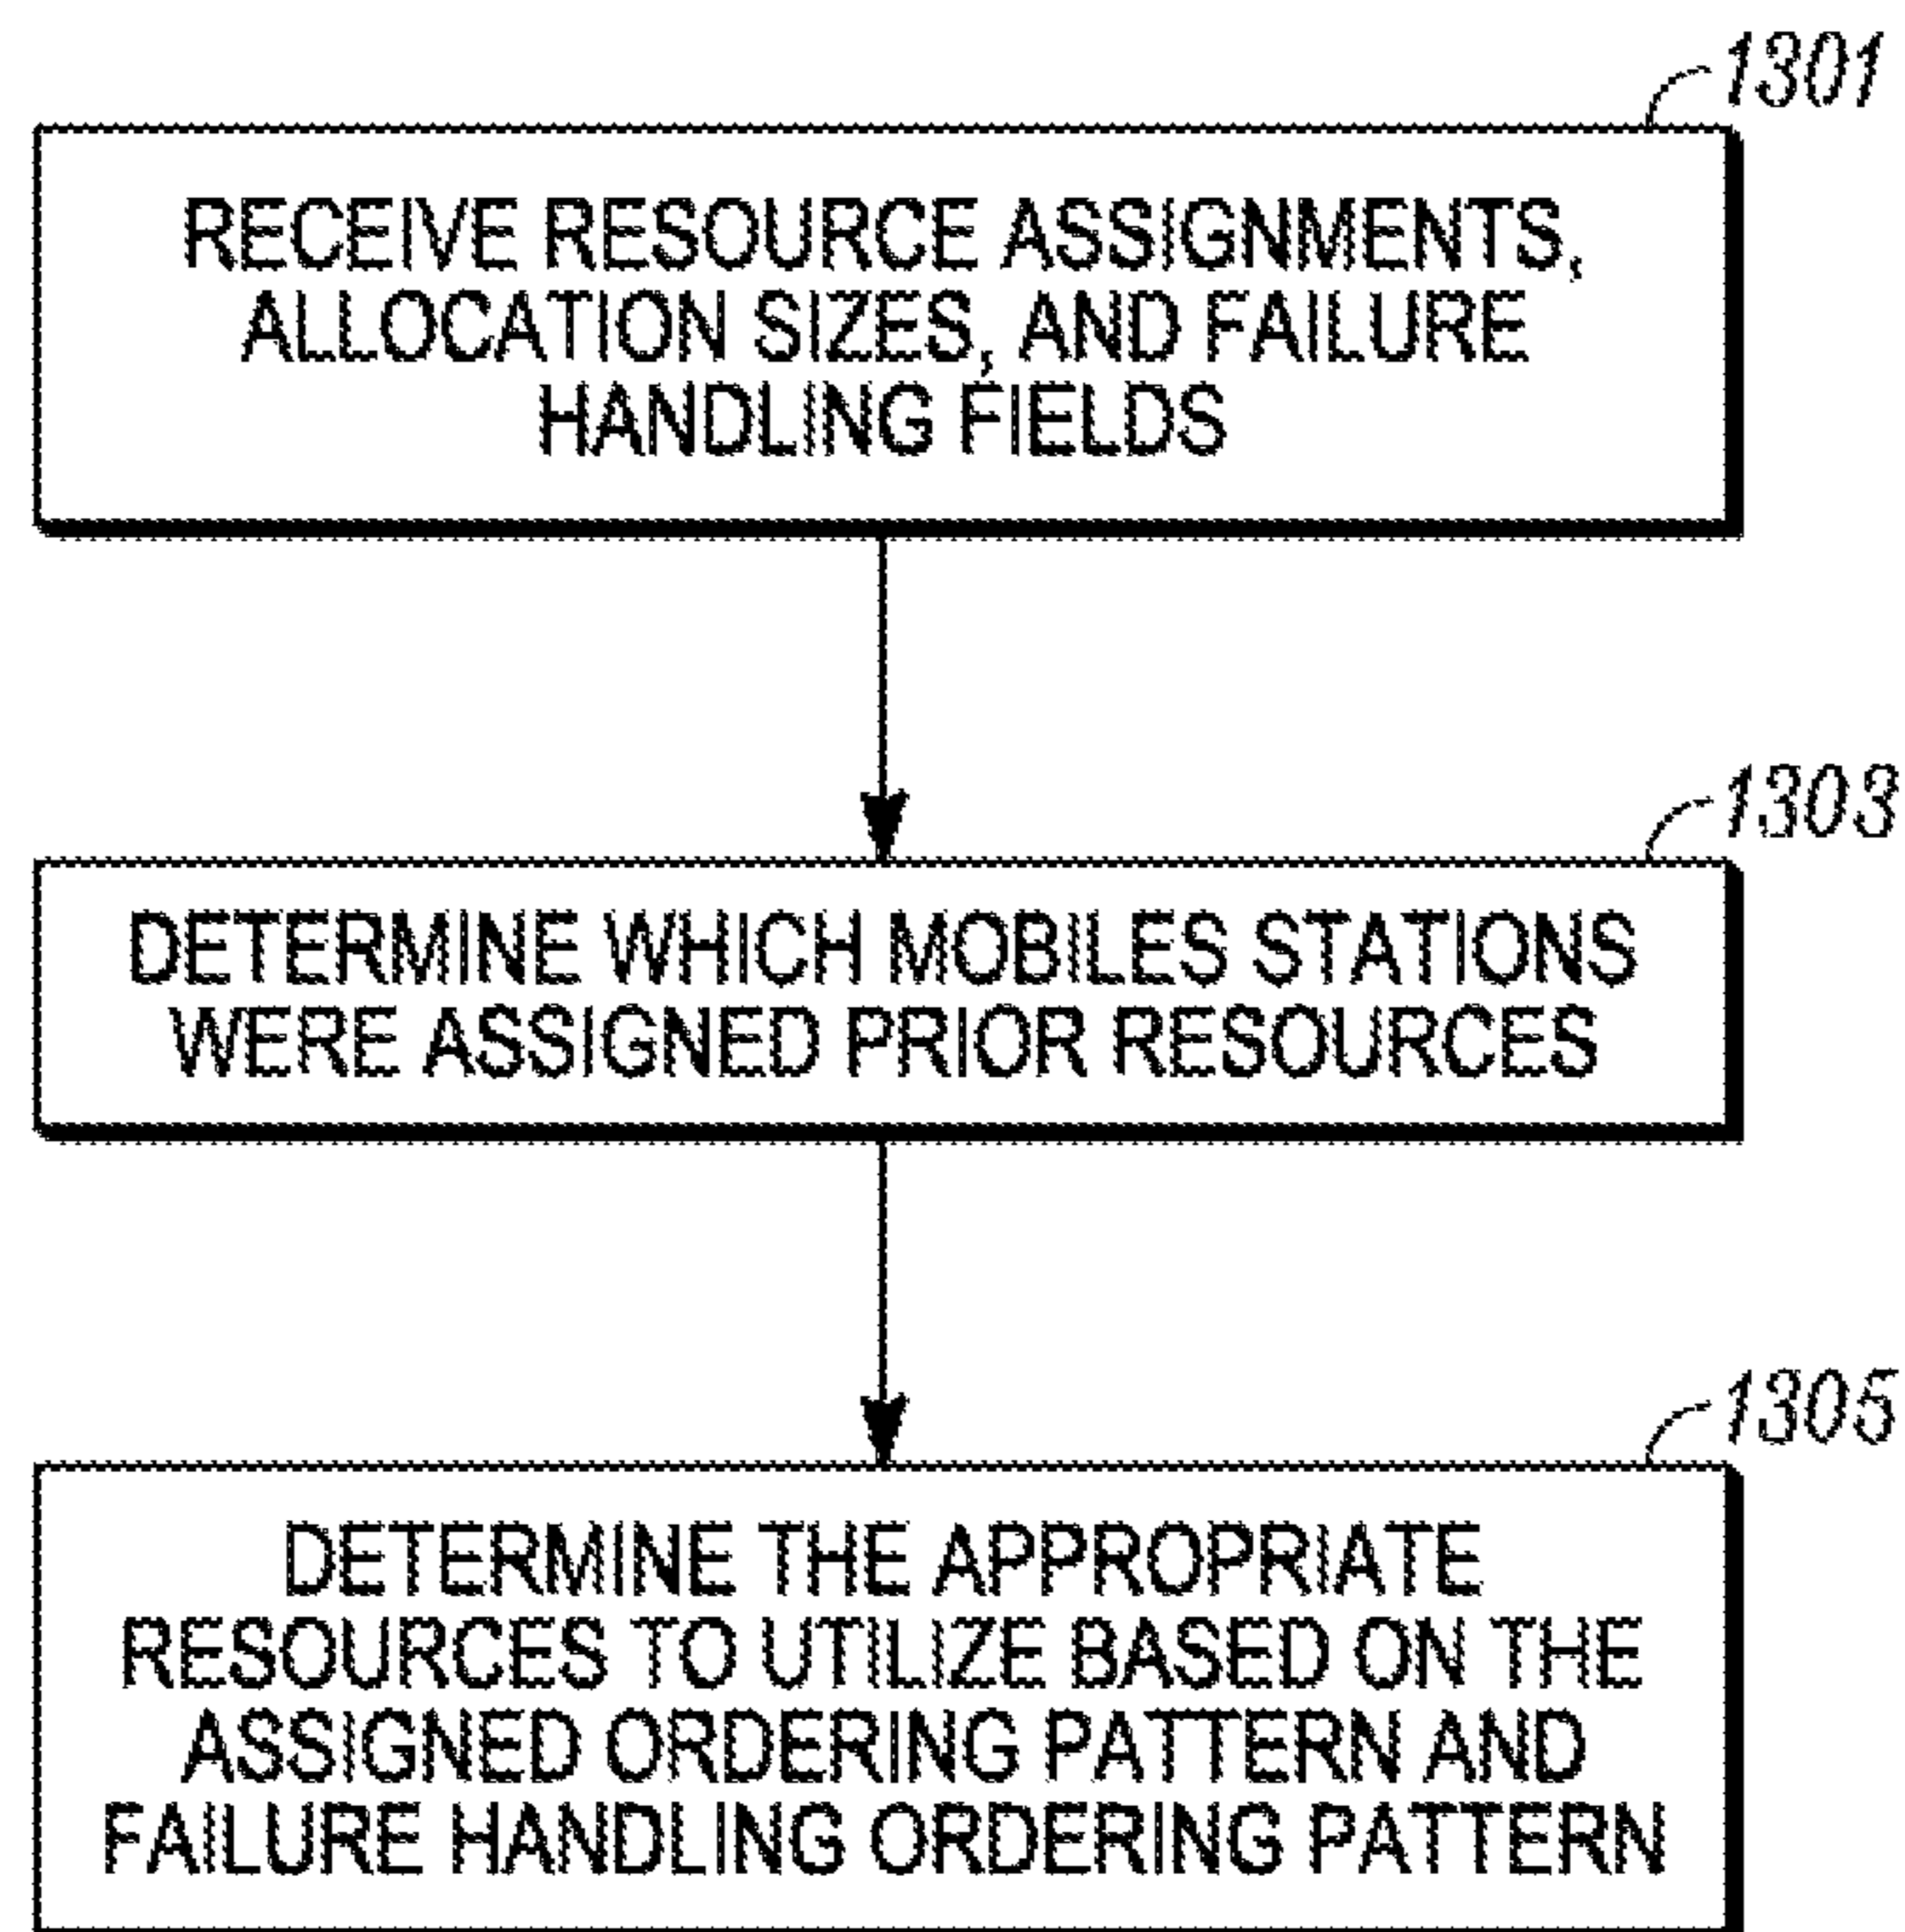 1301
RECEIVE RESOURCE ASSIGNMENTS,
ALLOCATION SIZES, AND FAILURE
HANDLING FIELDS
1303
DETERMINE WHICH MOBILES STATIONS
WERE ASSIGNED PRIOR RESOURCES
1305
DETERMINE THE APPROPRIATE
RESOURCES TO UTILIZE BASED ON THE
ASSIGNED ORDERING PATTERN AND
FAILURE HANDLING ORDERING PATTERN